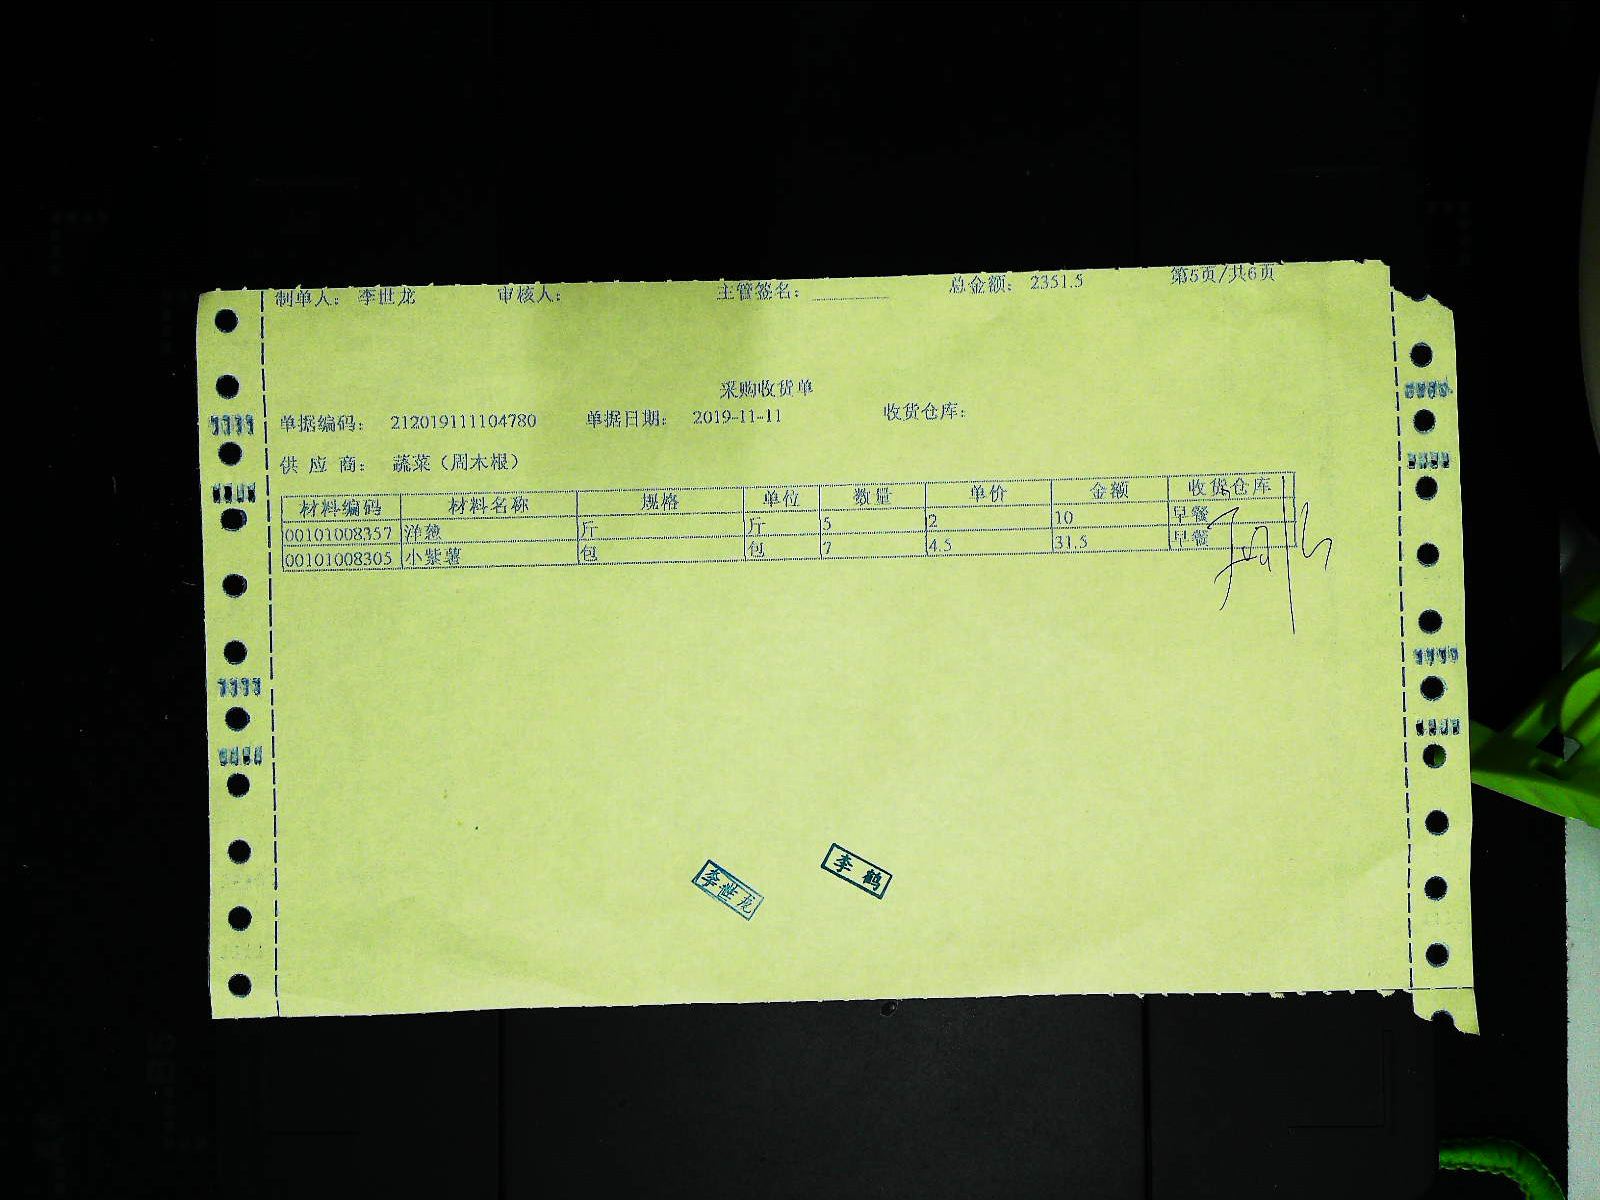 制单人： 李世龙 审核人： 主管签名： 总金额： 2351.5 第5页/共6页
采购收货单
单据编码： 212019111104780 单据日期： 2019-11-11 收货仓库：
供 应 商： 蔬菜（周木根）
材料编码 材料名称 规格 单位 数量 单价 金额 收货仓库
00101008357 洋葱 斤 斤 5 2 10 早餐
00101008305 小紫薯 包 包 7 4.5 31.5 早餐
李世龙
李鹤